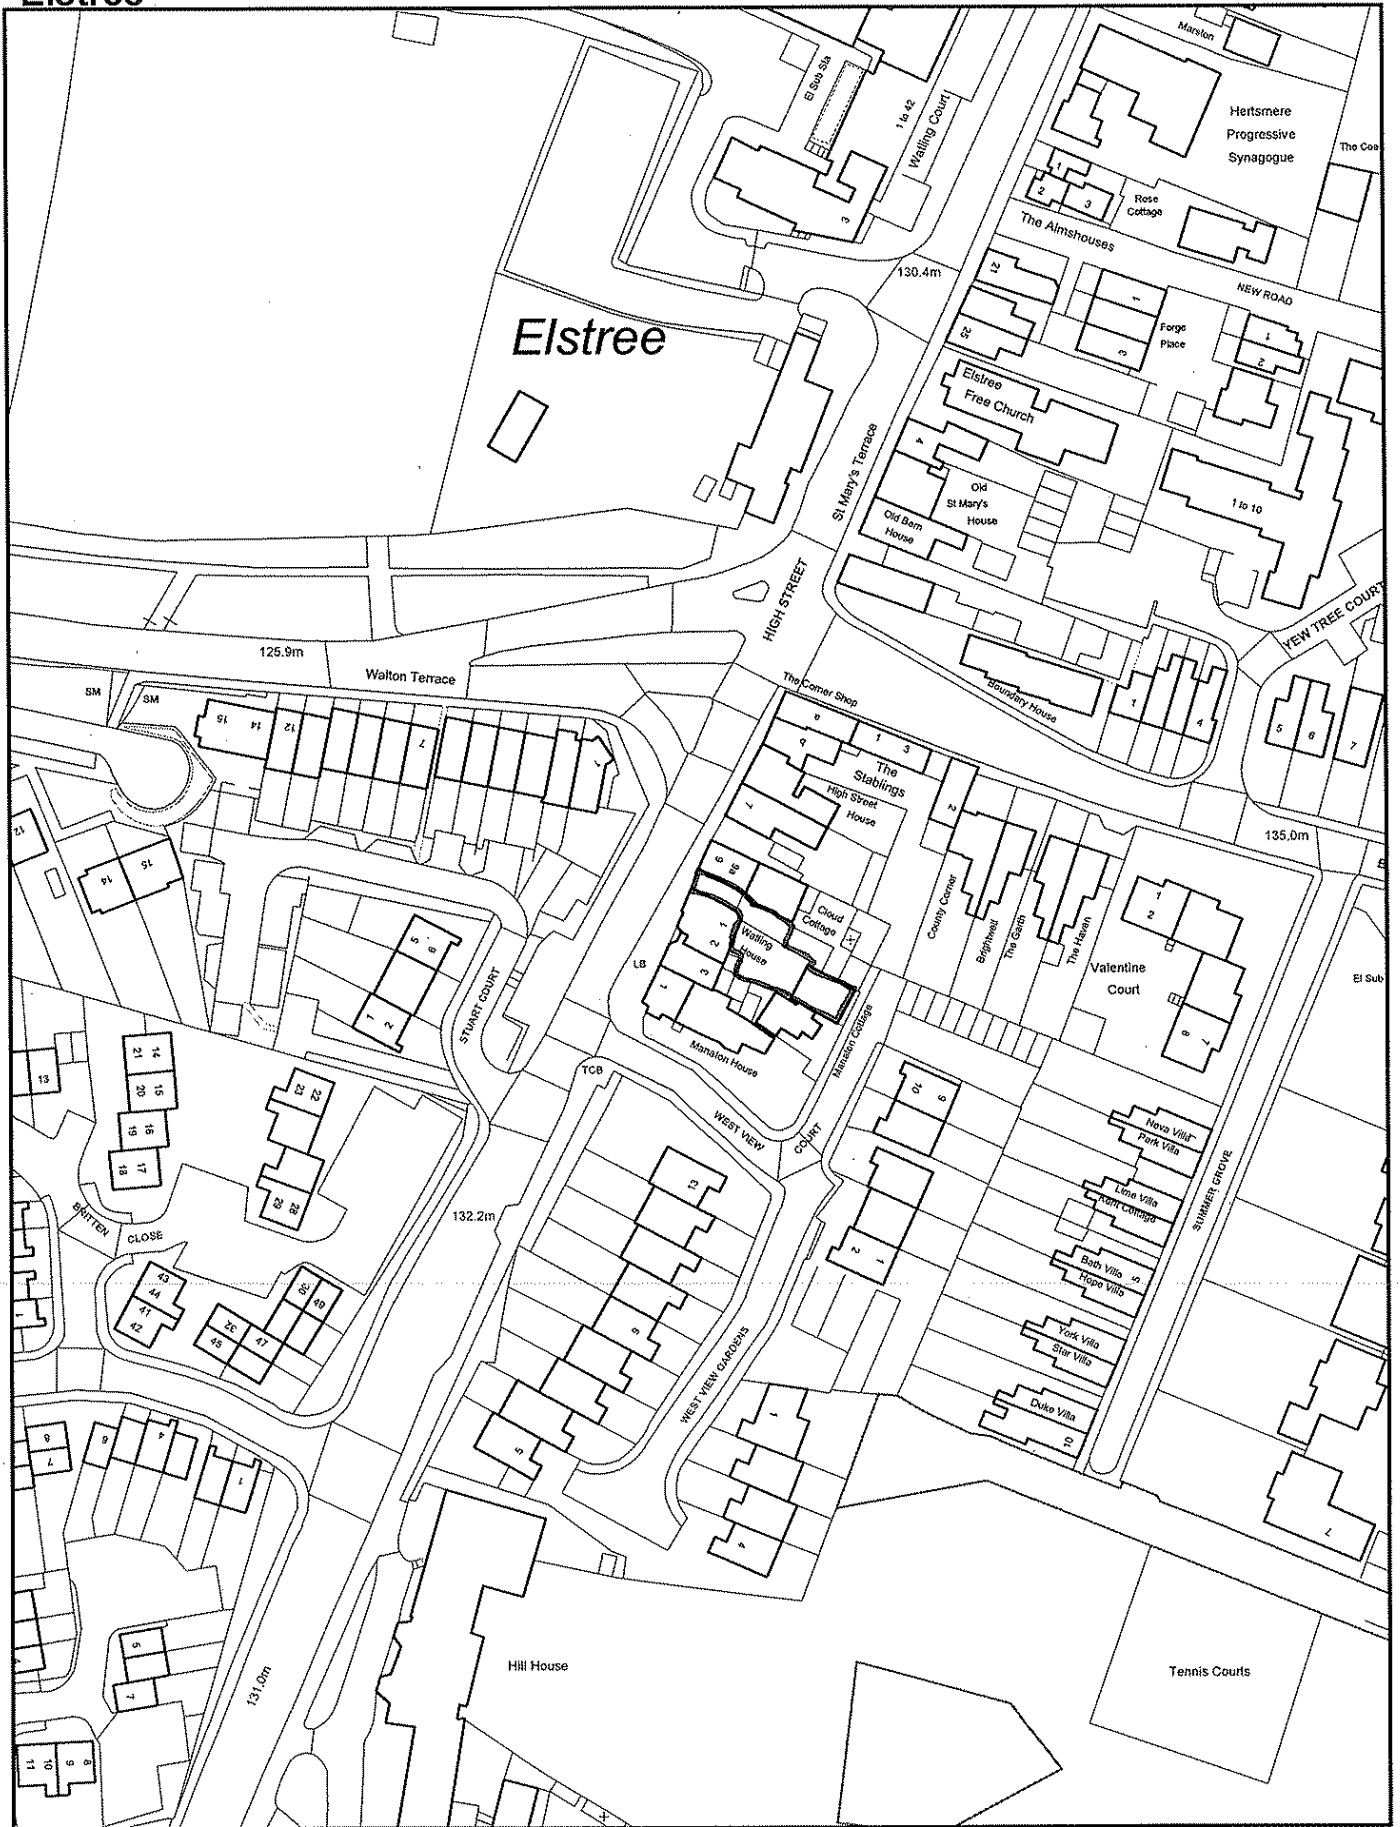 Elstree
Marston
El Sub Sta
1 to 42
Watling Court
Hertsmere
Progressive
Synagogue
The Coa
1
2
3
Rose
Cottage
3
The Almshouses
130.4m
NEW ROAD
21
25
1
3
Forge
Place
1
2
Elstree
Elstree
Free Church
St Mary's Terrace
4
Old
St Mary's
House
Old Barn
House
1 to 10
HIGH STREET
YEW TREE COURT
125.9m
Walton Terrace
SM
SM
The Corner Shop
Boundary House
1
4
5
6
7
15
14
12
7
1
8
9
1
3
The
Stablings
High Street
House
2
7
135.0m
12
14
15
6
6a
Cloud
Cottage
County Corner
Brightwell
The Garth
The Haven
1
2
Valentine
Court
El Sub
5
6
1
2
Watling
House
LB
3
1
STUART COURT
1
2
Mansion Cottage
Manaion House
8
7
13
21
14
20
15
19
16
18
17
23
22
29
28
TCB
WEST VIEW
COURT
10
9
Nova Villa
Park Villa
Lime Villa
Kent Cottage
SUMMER GROVE
13
132.2m
BRITTEN
CLOSE
2
1
Bath Villa
5
Hope Villa
43
44
41
42
30
49
32
47
45
9
York Villa
Star Villa
WEST VIEW GARDENS
Duke Villa
10
8
7
6
4
1
5
1
4
7
5
7
Hill House
Tennis Courts
131.0m
11
10
9
8